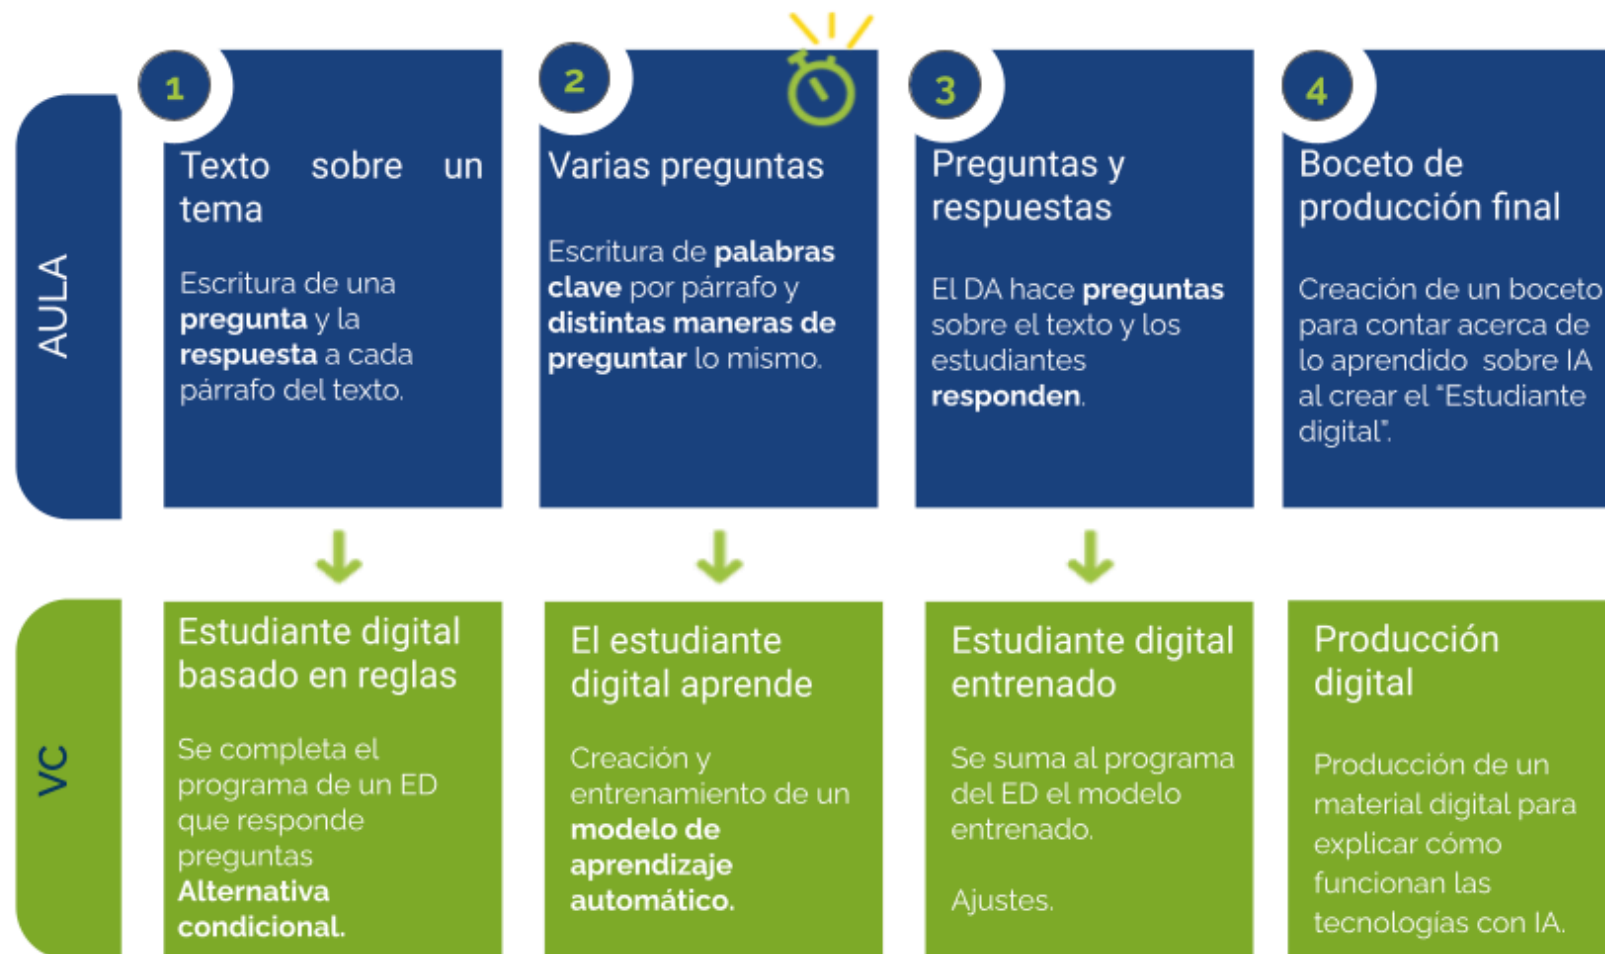 AULA
1
Texto sobre un
tema
Escritura de una
pregunta y la
respuesta a cada
párrafo del texto.
2
Varias preguntas
Escritura de palabras
clave por párrafo y
distintas maneras de
preguntar lo mismo.
3
Preguntas y
respuestas
El DA hace preguntas
sobre el texto y los
estudiantes
responden.
4
Boceto de
producción final
Creación de un boceto
para contar acerca de
lo aprendido sobre IA
al crear el “Estudiante
digital”.
VC
Estudiante digital
basado en reglas
Se completa el
programa de un ED
que responde
preguntas
Alternativa
condicional.
El estudiante
digital aprende
Creación y
entrenamiento de un
modelo de
aprendizaje
automático.
Estudiante digital
entrenado
Se suma al programa
del ED el modelo
entrenado.
Ajustes.
Producción
digital
Producción de un
material digital para
explicar cómo
funcionan las
tecnologías con IA.